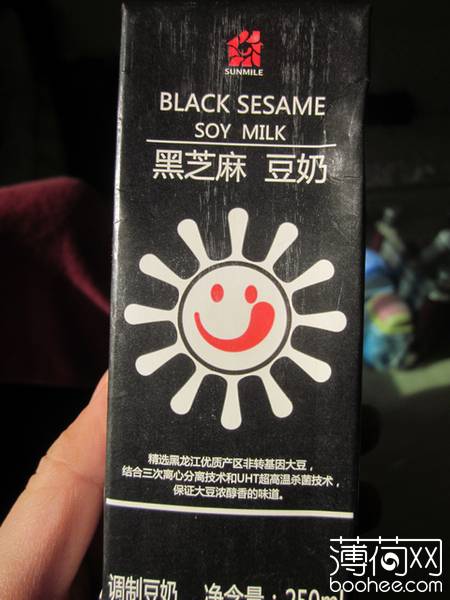 SUNMILE
BLACK SESAME
SOY MILK
黑芝麻 豆奶
精选黑龙江优质产区非转基因大豆，
结合三次离心分离技术和UHT超高温杀菌技术，
保证大豆浓醇香的味道。
调制豆奶 净含量：250ml
薄荷网
boohee.com